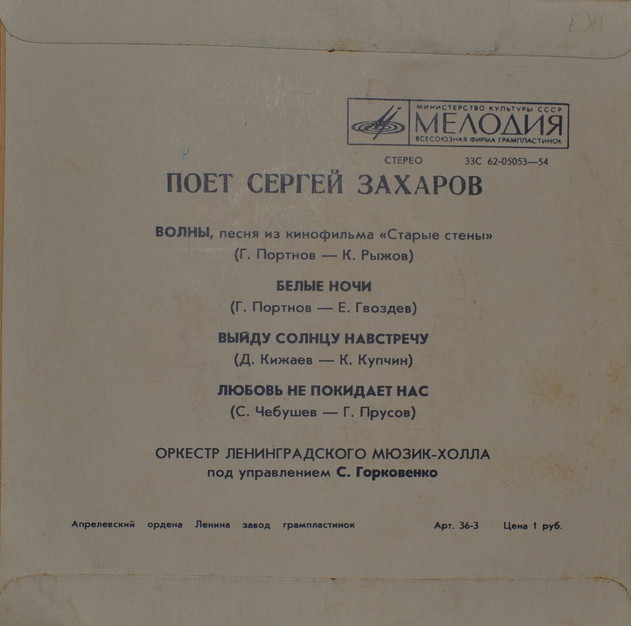 МИНИСТЕРСТВО КУЛЬТУРЫ СССР
МЕЛОДИЯ
ВСЕСОЮЗНАЯ ФИРМА ГРАМПЛАСТИНОК
СТЕРЕО 33С 62-05053—54
ПОЕТ СЕРГЕЙ ЗАХАРОВ
ВОЛНЫ, песня из кинофильма «Старые стены»
(Г. Портнов — К. Рыжов)
БЕЛЫЕ НОЧИ
(Г. Портнов — Е. Гвоздев)
ВЫЙДУ СОЛНЦУ НАВСТРЕЧУ
(Д. Кижаев — К. Купчин)
ЛЮБОВЬ НЕ ПОКИДАЕТ НАС
(С. Чебушев — Г. Прусов)
ОРКЕСТР ЛЕНИНГРАДСКОГО МЮЗИК-ХОЛЛА
под управлением С. Горковенко
Апрелевский ордена Ленина завод грампластинок Арт. 36-3 Цена 1 руб.